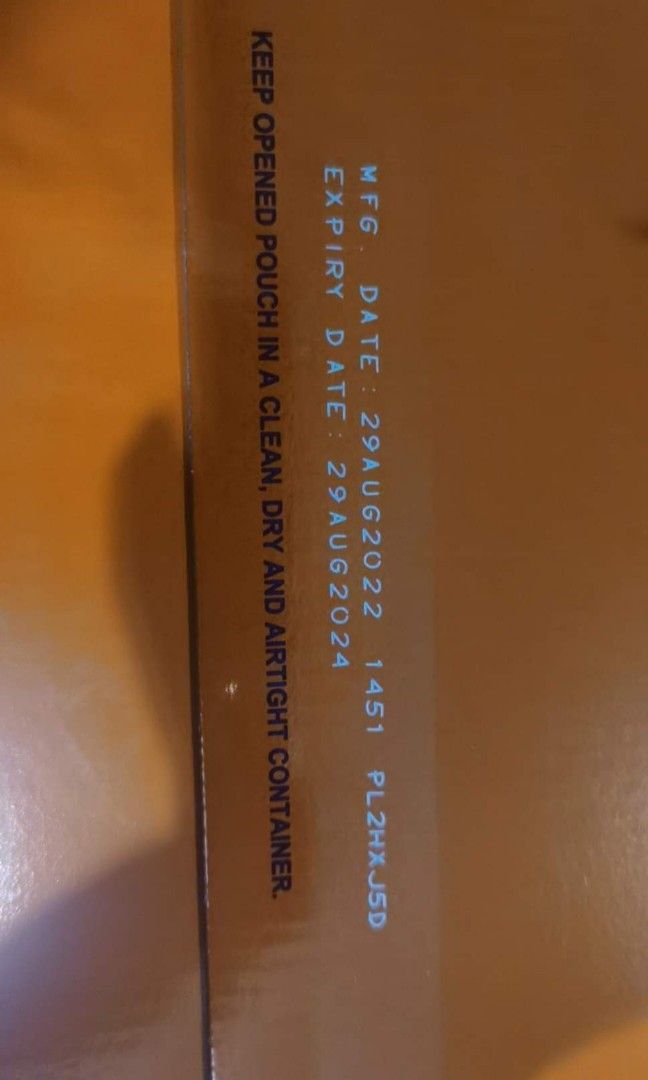 MFG. DATE: 29AUG2022 1451 PL2HXJ5D
EXPIRY DATE: 29AUG2024
KEEP OPENED POUCH IN A CLEAN, DRY AND AIRTIGHT CONTAINER.